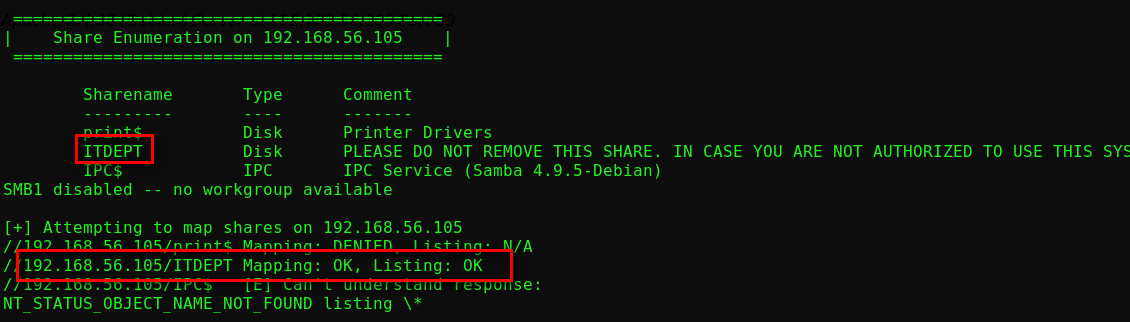 ==========================================
|    Share Enumeration on 192.168.56.105    |
===========================================
Sharename       Type      Comment
---------       ----      -------
print$          Disk      Printer Drivers
ITDEPT          Disk      PLEASE DO NOT REMOVE THIS SHARE. IN CASE YOU ARE NOT AUTHORIZED TO USE THIS SYS
IPC$            IPC       IPC Service (Samba 4.9.5-Debian)
SMB1 disabled -- no workgroup available
[+] Attempting to map shares on 192.168.56.105
//192.168.56.105/print$ Mapping: DENIED, Listing: N/A
//192.168.56.105/ITDEPT Mapping: OK, Listing: OK
//192.168.56.105/IPC$   [E] Can't understand response:
NT_STATUS_OBJECT_NAME_NOT_FOUND listing \*